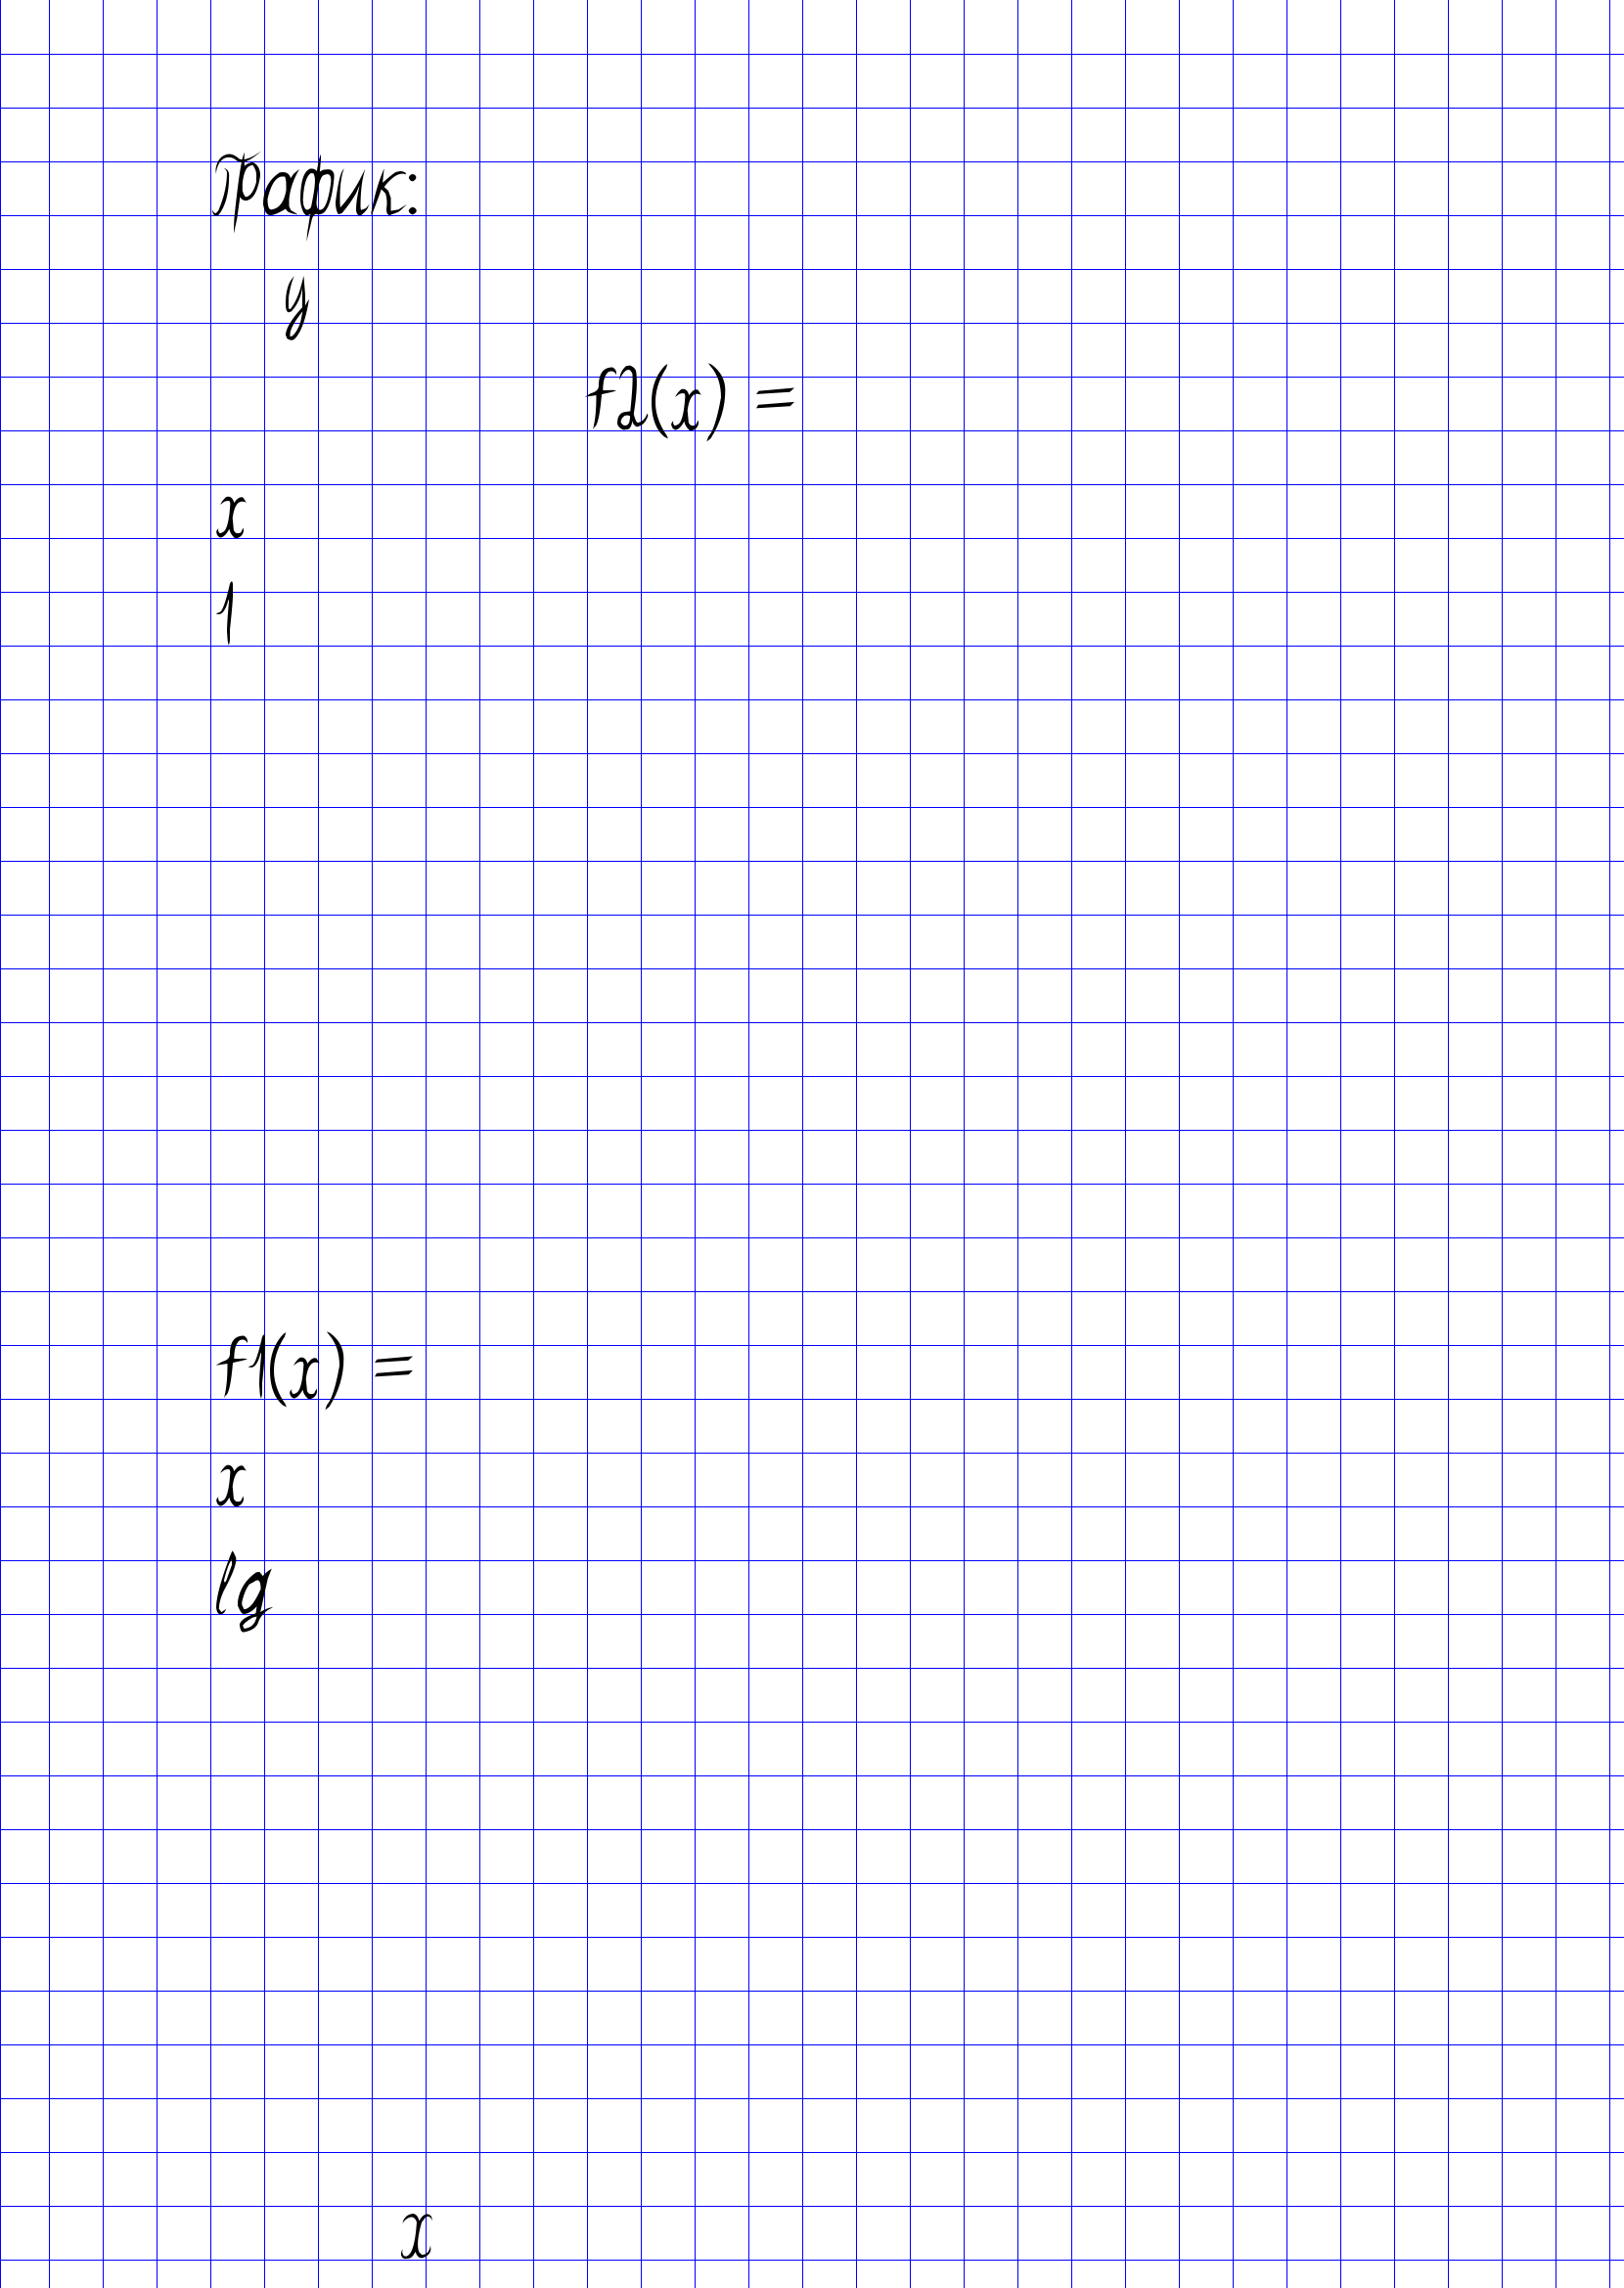 График:
y
f2(x) =
x
1
f1(x) =
x
lg
x